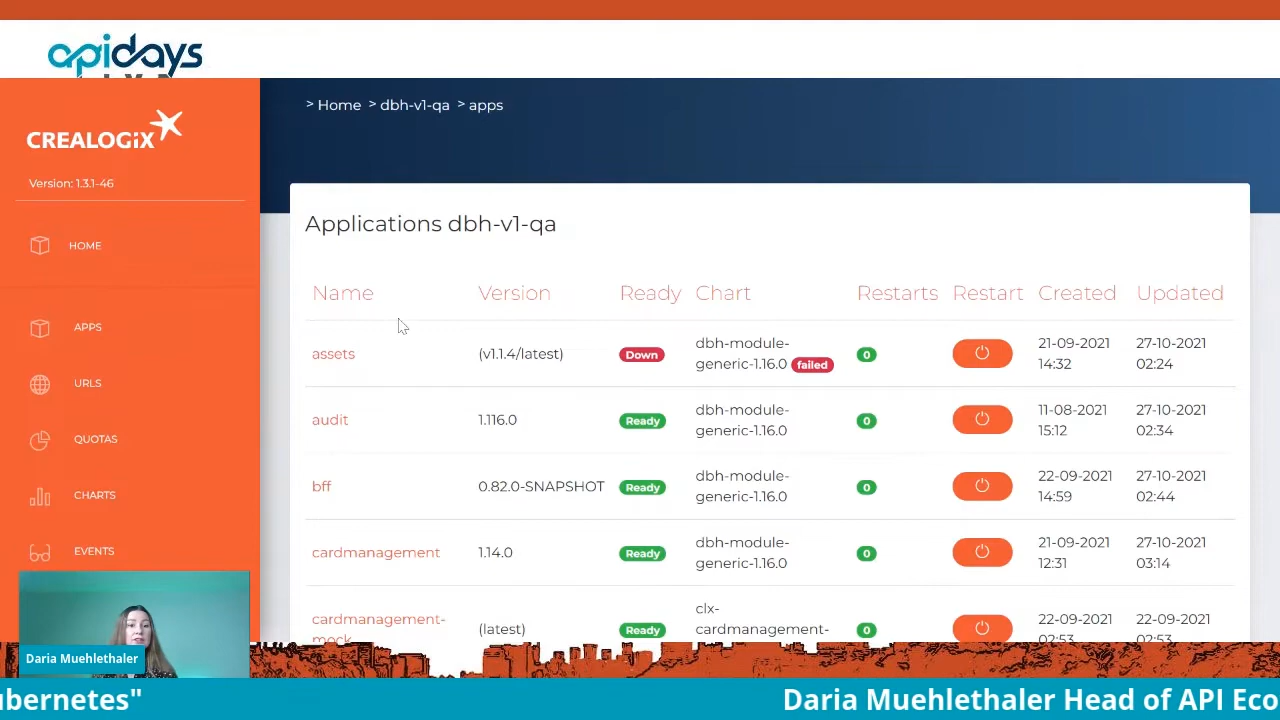 apidays
CREALOGIX
Version: 1.3.1-46
HOME
APPS
URLS
QUOTAS
CHARTS
EVENTS
> Home > dbh-v1-qa > apps
Applications dbh-v1-qa
Name Version Ready Chart Restarts Restart Created Updated
assets (v1.1.4/latest) Down dbh-module-generic-1.16.0 failed 0 21-09-2021 14:32 27-10-2021 02:24
audit 1.116.0 Ready dbh-module-generic-1.16.0 0 11-08-2021 15:12 27-10-2021 02:34
bff 0.82.0-SNAPSHOT Ready dbh-module-generic-1.16.0 0 22-09-2021 14:59 27-10-2021 02:44
cardmanagement 1.14.0 Ready dbh-module-generic-1.16.0 0 21-09-2021 12:31 27-10-2021 03:14
cardmanagement-mock (latest) Ready clx-cardmanagement- 0 22-09-2021 02:53 22-09-2021 02:53
Daria Muehlethaler
ubernetes" Daria Muehlethaler Head of API Eco